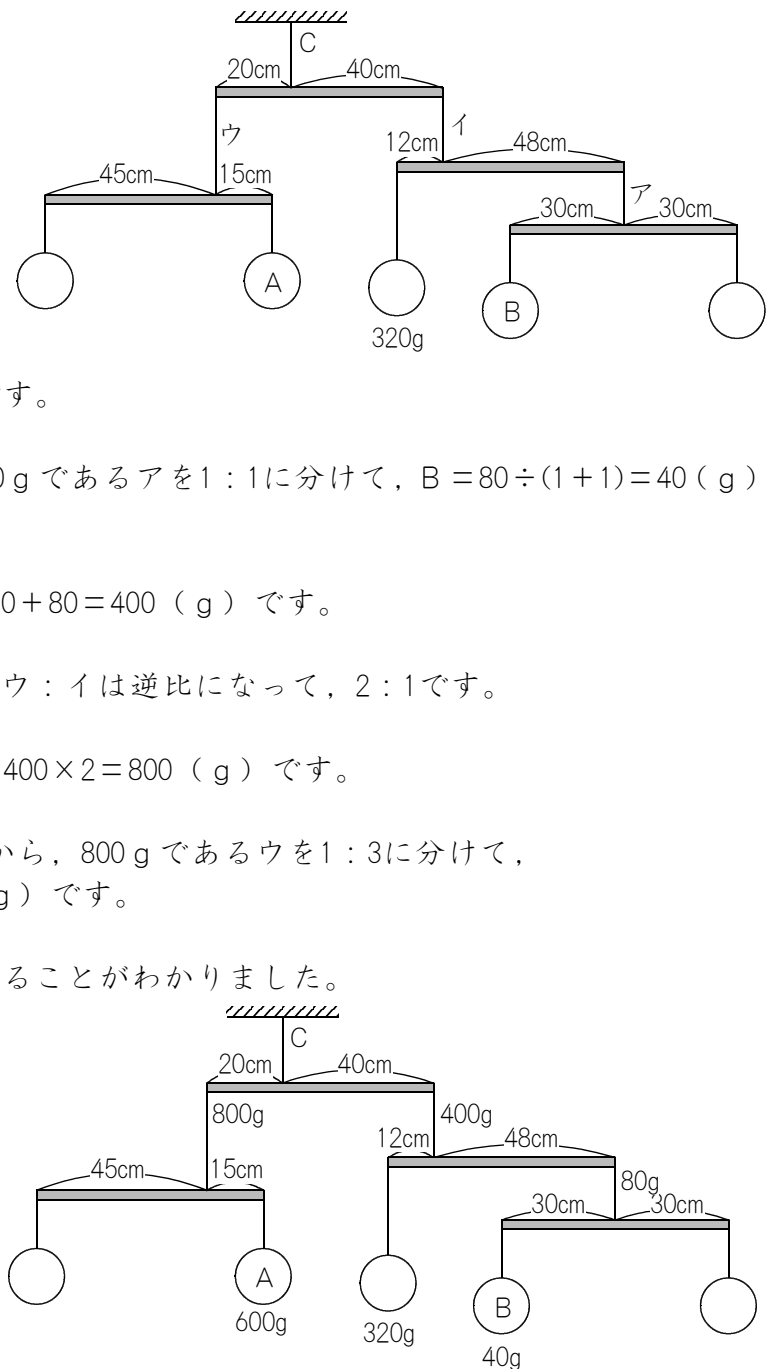 C
20cm 40cm
ウ
イ
12cm 48cm
45cm 15cm
ア
30cm 30cm
A
B
320g
す。
0gであるアを1:1に分けて,B=80÷(1+1)=40(g)
0+80=400(g)です。
ウ:イは逆比になって,2:1です。
400×2=800(g)です。
から,800gであるウを1:3に分けて,
g)です。
ることがわかりました。
C
20cm 40cm
800g 400g
12cm 48cm
45cm 15cm
80g
30cm 30cm
A
B
600g
320g
40g